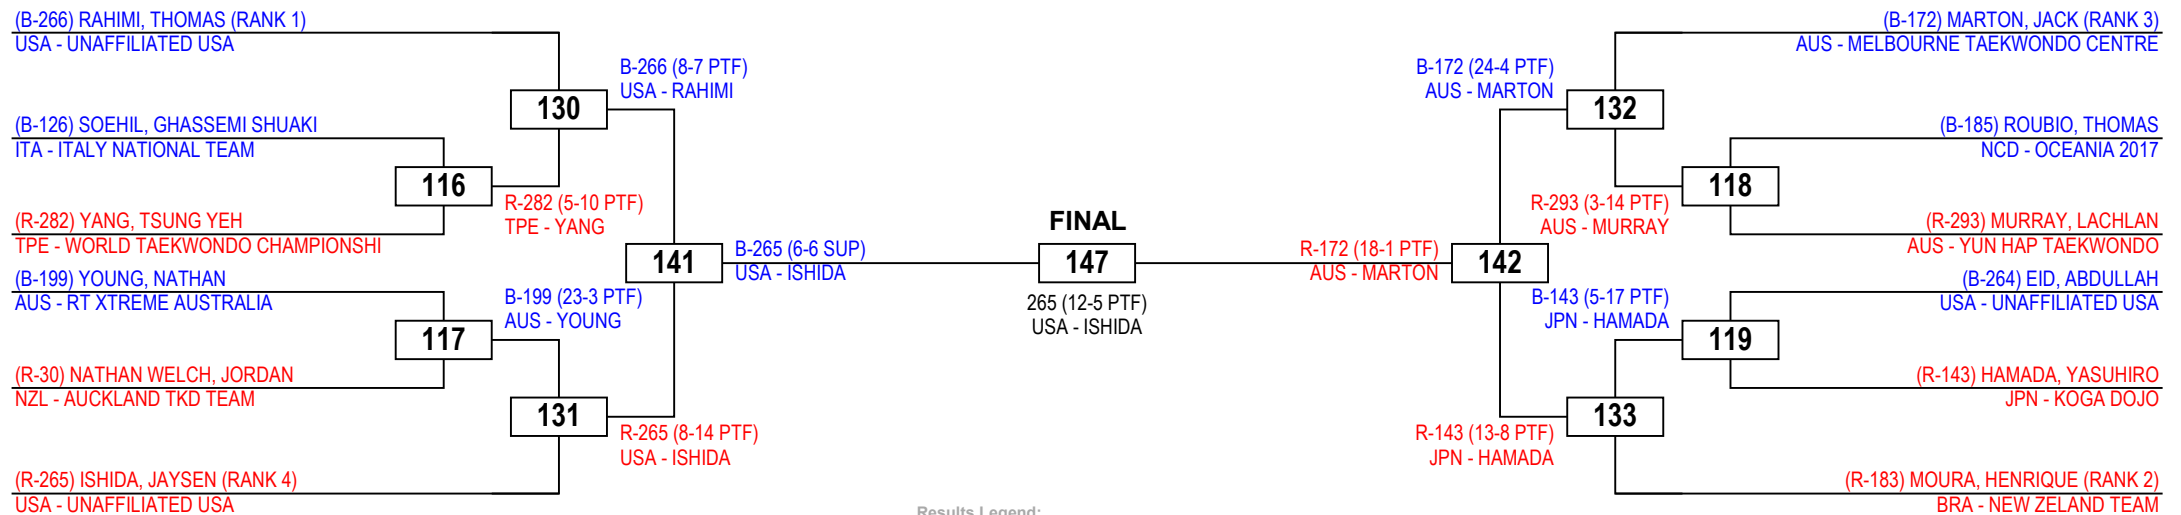 (B-266) RAHIMI, THOMAS (RANK 1)
USA - UNAFFILIATED USA
B-266 (8-7 PTF)
USA - RAHIMI
130
(B-126) SOEHIL, GHASSEMI SHUAKI
ITA - ITALY NATIONAL TEAM
116
R-282 (5-10 PTF)
TPE - YANG
(R-282) YANG, TSUNG YEH
TPE - WORLD TAEKWONDO CHAMPIONSHI
141
B-265 (6-6 SUP)
USA - ISHIDA
(B-199) YOUNG, NATHAN
AUS - RT XTREME AUSTRALIA
B-199 (23-3 PTF)
AUS - YOUNG
117
(R-30) NATHAN WELCH, JORDAN
NZL - AUCKLAND TKD TEAM
131
R-265 (8-14 PTF)
USA - ISHIDA
(R-265) ISHIDA, JAYSEN (RANK 4)
USA - UNAFFILIATED USA
FINAL
147
265 (12-5 PTF)
USA - ISHIDA
(B-172) MARTON, JACK (RANK 3)
AUS - MELBOURNE TAEKWONDO CENTRE
B-172 (24-4 PTF)
AUS - MARTON
132
(B-185) ROUBIO, THOMAS
NCD - OCEANIA 2017
118
R-293 (3-14 PTF)
AUS - MURRAY
(R-293) MURRAY, LACHLAN
AUS - YUN HAP TAEKWONDO
R-172 (18-1 PTF)
AUS - MARTON
142
(B-264) EID, ABDULLAH
USA - UNAFFILIATED USA
B-143 (5-17 PTF)
JPN - HAMADA
119
(R-143) HAMADA, YASUHIRO
JPN - KOGA DOJO
133
R-143 (13-8 PTF)
JPN - HAMADA
(R-183) MOURA, HENRIQUE (RANK 2)
BRA - NEW ZELAND TEAM
Results Legend: